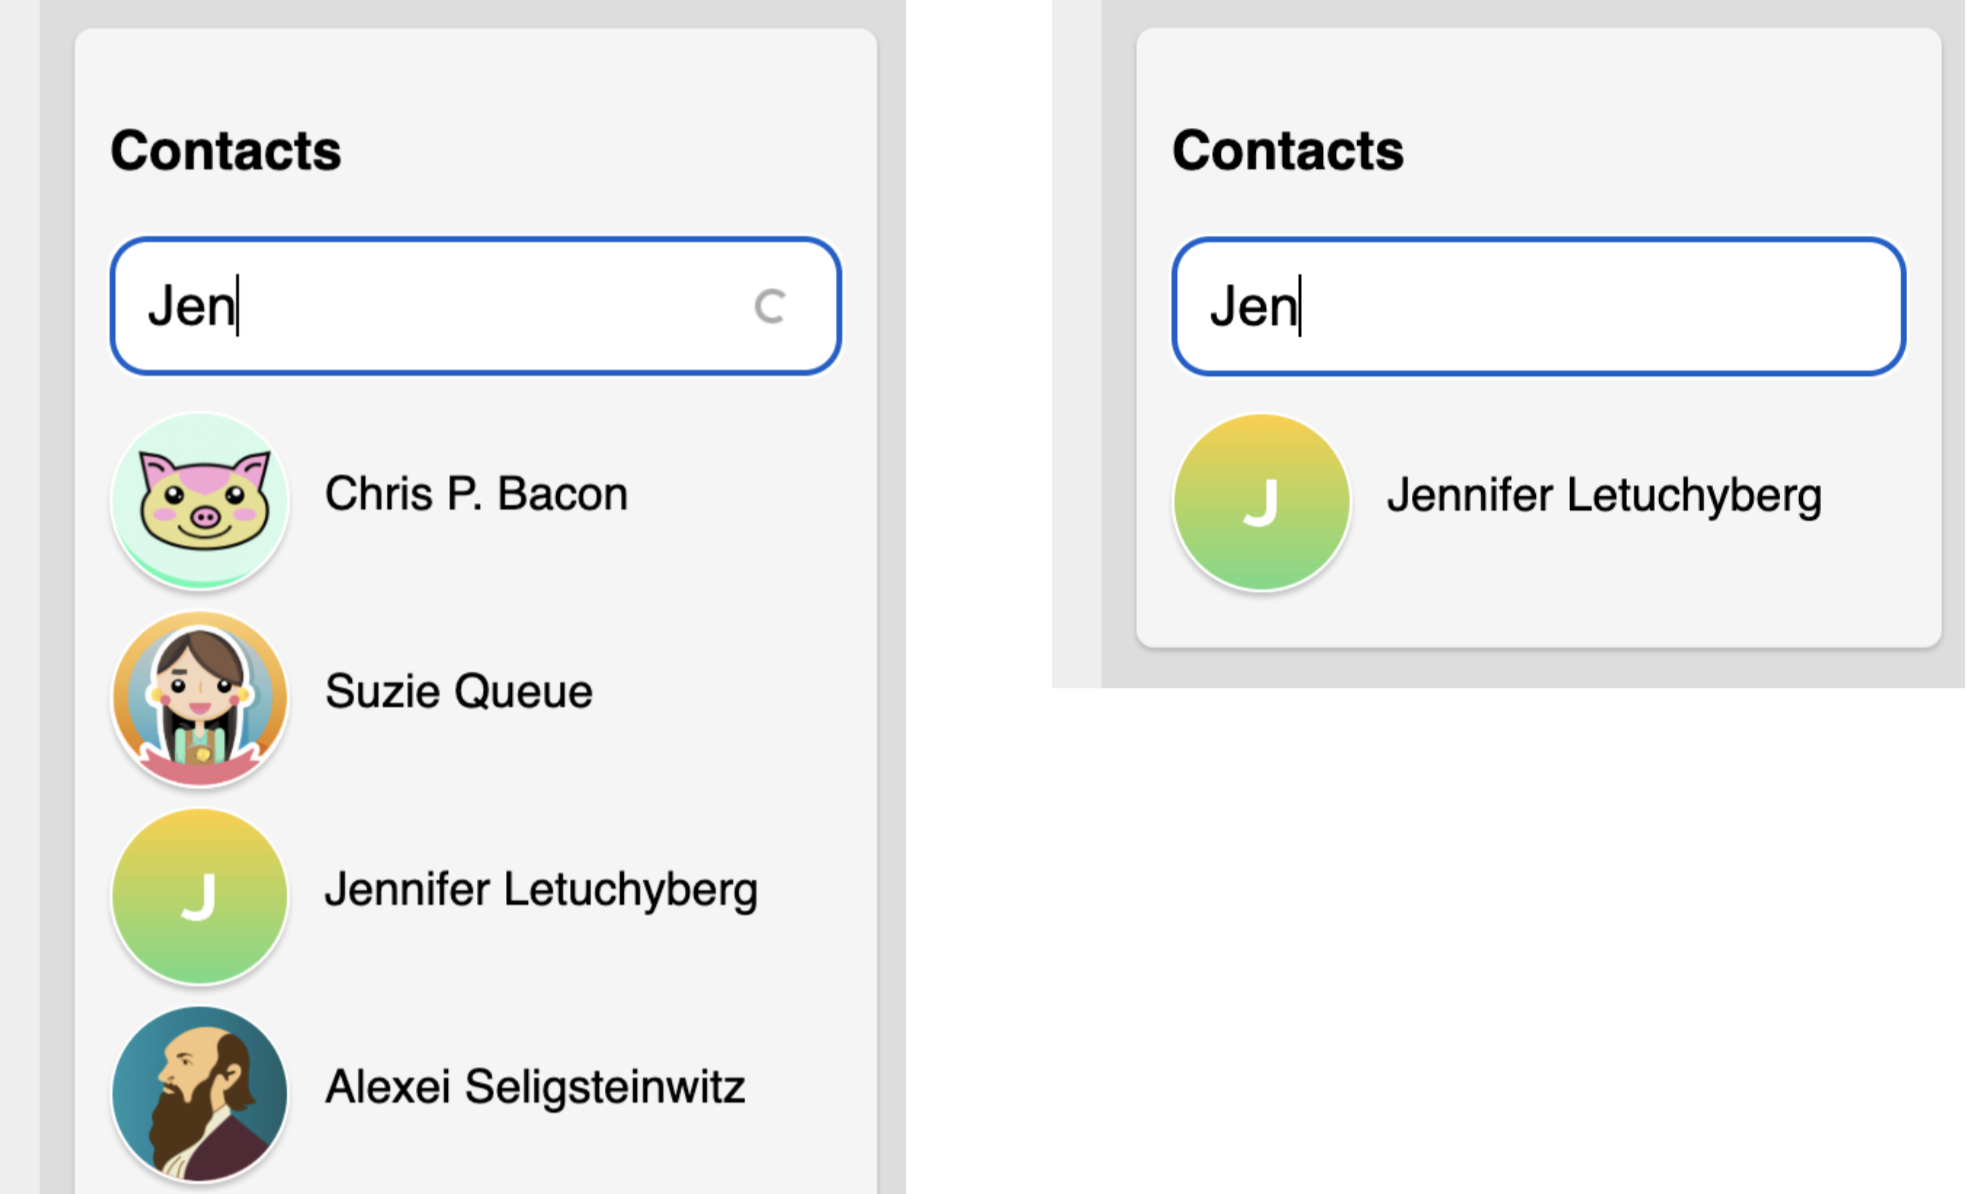 Contacts
Jen
Chris P. Bacon
Suzie Queue
J
Jennifer Letuchyberg
Alexei Seligsteinwitz
Contacts
Jen
J
Jennifer Letuchyberg